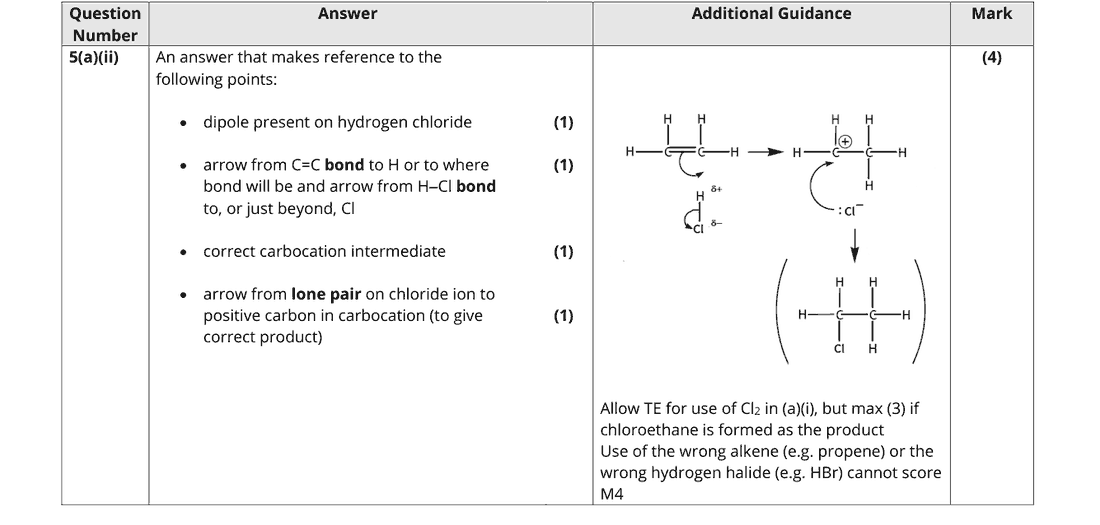 Question Number
Answer
Additional Guidance
Mark
5(a)(ii)
An answer that makes reference to the
following points:
• dipole present on hydrogen chloride (1)
• arrow from C=C bond to H or to where (1)
bond will be and arrow from H–Cl bond
to, or just beyond, Cl
• correct carbocation intermediate (1)
• arrow from lone pair on chloride ion to
positive carbon in carbocation (to give (1)
correct product)
(4)
H H
H C C H
H δ+
Cl δ–
H H
H C ⊕ C H
H
:Cl⁻
H H
H C C H
Cl H
Allow TE for use of Cl₂ in (a)(i), but max (3) if
chloroethane is formed as the product
Use of the wrong alkene (e.g. propene) or the
wrong hydrogen halide (e.g. HBr) cannot score
M4